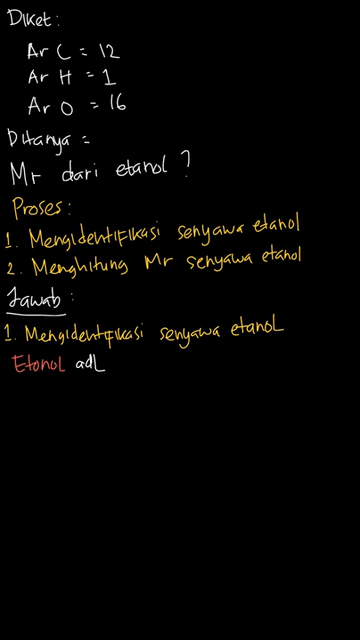 Diket:
Ar C = 12
Ar H = 1
Ar O = 16
Ditanya =
Mr dari etanol?
Proses:
1. Mengidentifikasi senyawa etanol
2. Menghitung Mr senyawa etanol
Jawab:
1. Mengidentifikasi senyawa etanol
Etanol adl